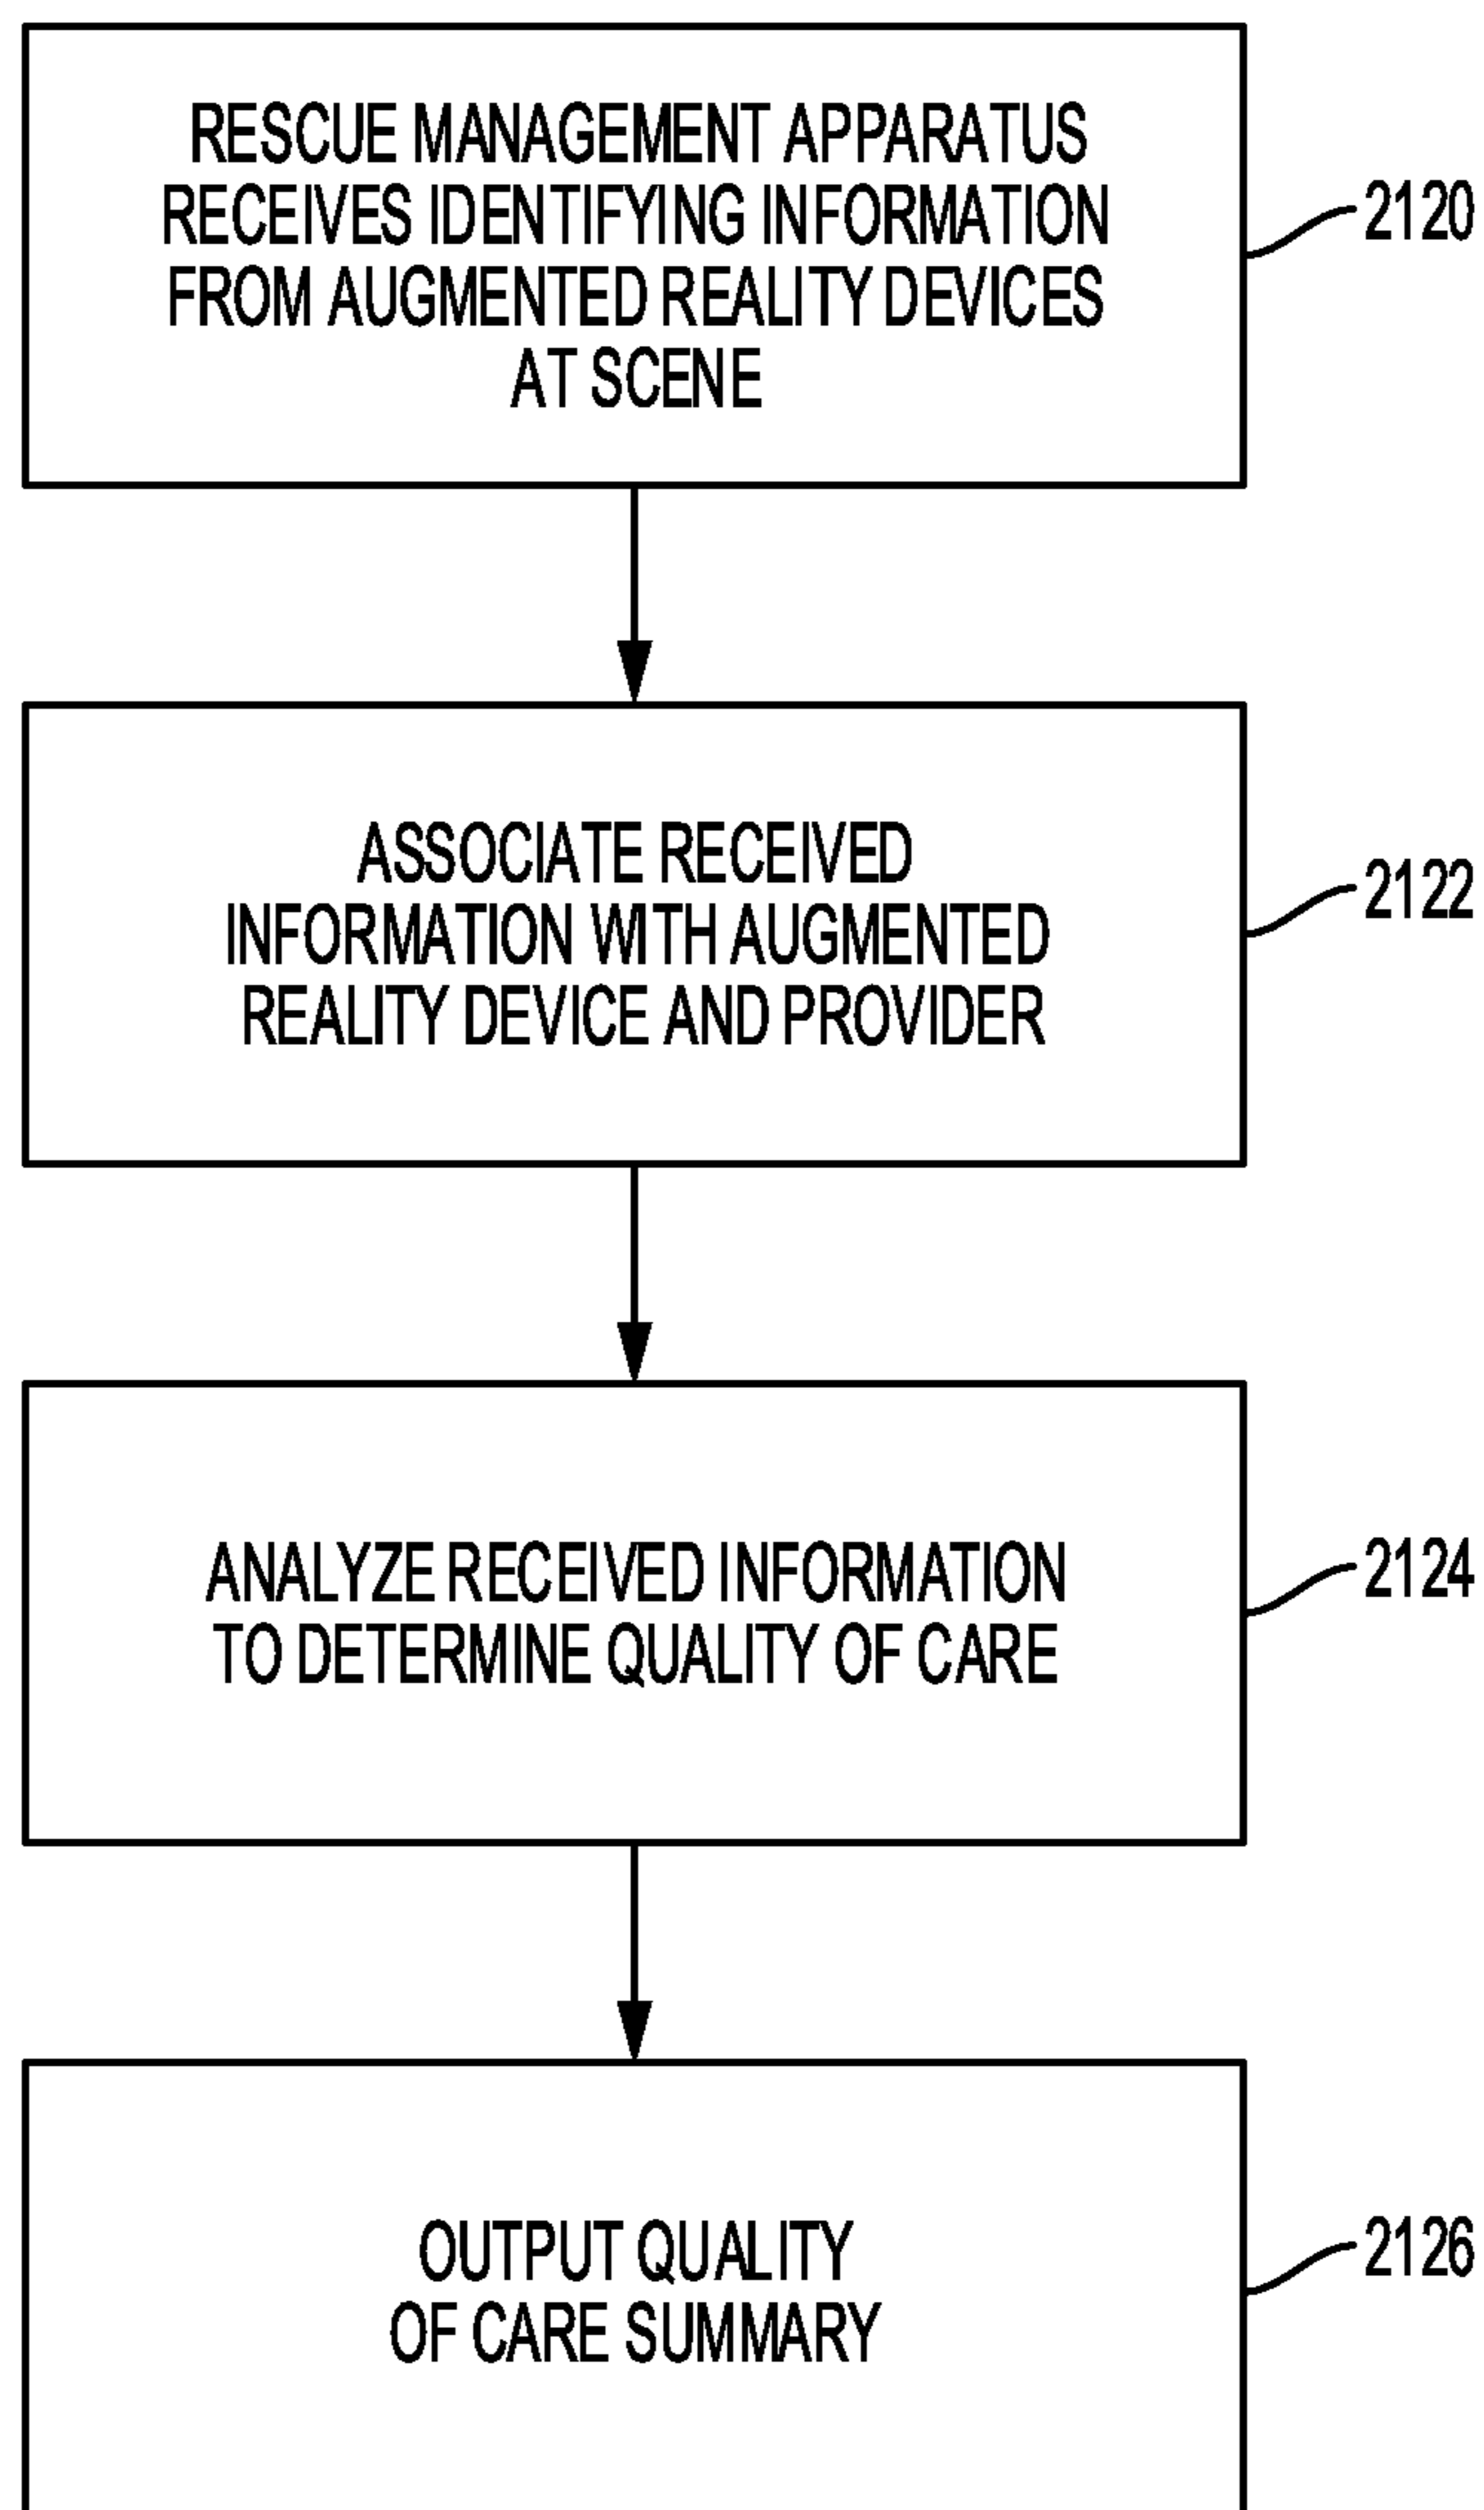 RESCUE MANAGEMENT APPARATUS
RECEIVES IDENTIFYING INFORMATION
FROM AUGMENTED REALITY DEVICES
AT SCENE
2120
ASSOCIATE RECEIVED
INFORMATION WITH AUGMENTED
REALITY DEVICE AND PROVIDER
2122
ANALYZE RECEIVED INFORMATION
TO DETERMINE QUALITY OF CARE
2124
OUTPUT QUALITY
OF CARE SUMMARY
2126